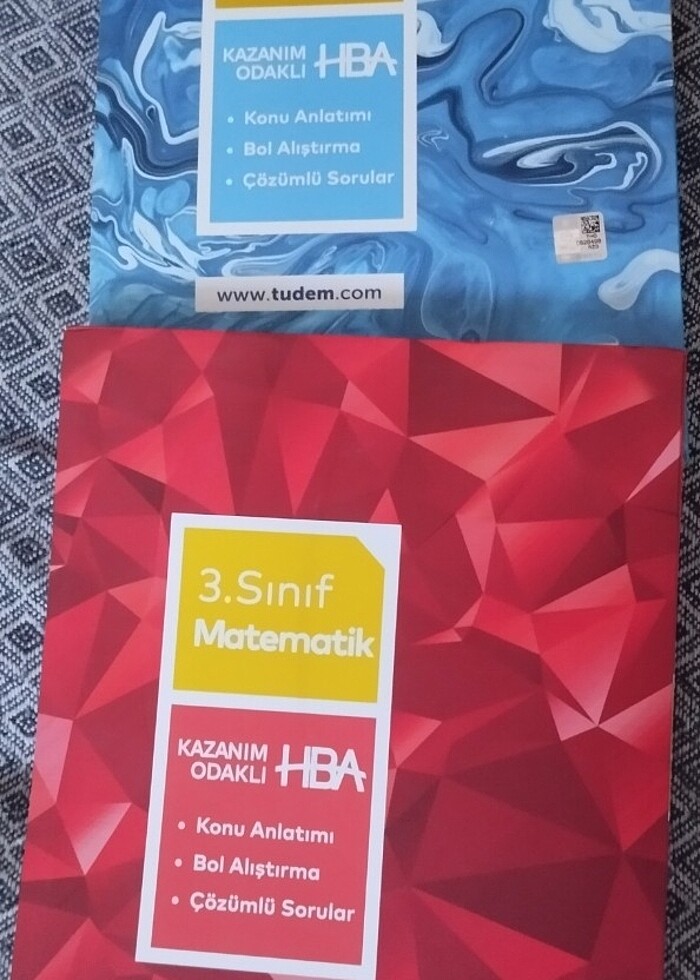 KAZANIM
ODAKLI HBA
• Konu Anlatımı
• Bol Alıştırma
• Çözümlü Sorular
www.tudem.com
3.Sınıf
Matematik
KAZANIM
ODAKLI HBA
• Konu Anlatımı
• Bol Alıştırma
• Çözümlü Sorular